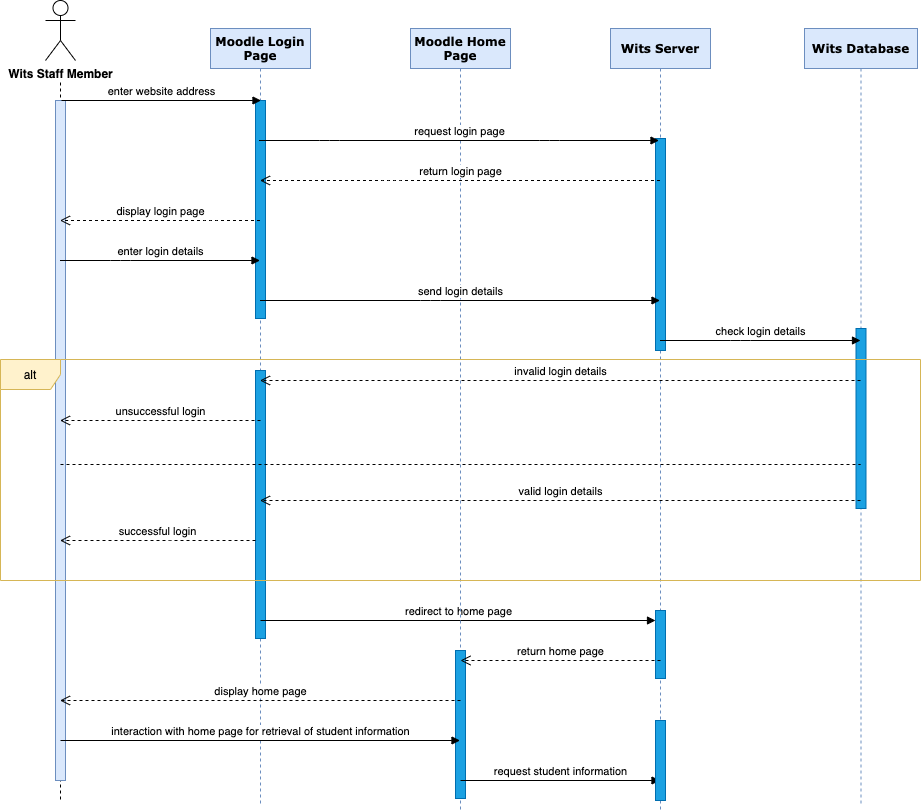 Moodle Login
Page
Moodle Home
Page
Wits Server
Wits Database
Wits Staff Member
enter website address
request login page
return login page
display login page
enter login details
send login details
check login details
alt
invalid login details
unsuccessful login
valid login details
successful login
redirect to home page
return home page
display home page
interaction with home page for retrieval of student information
request student information